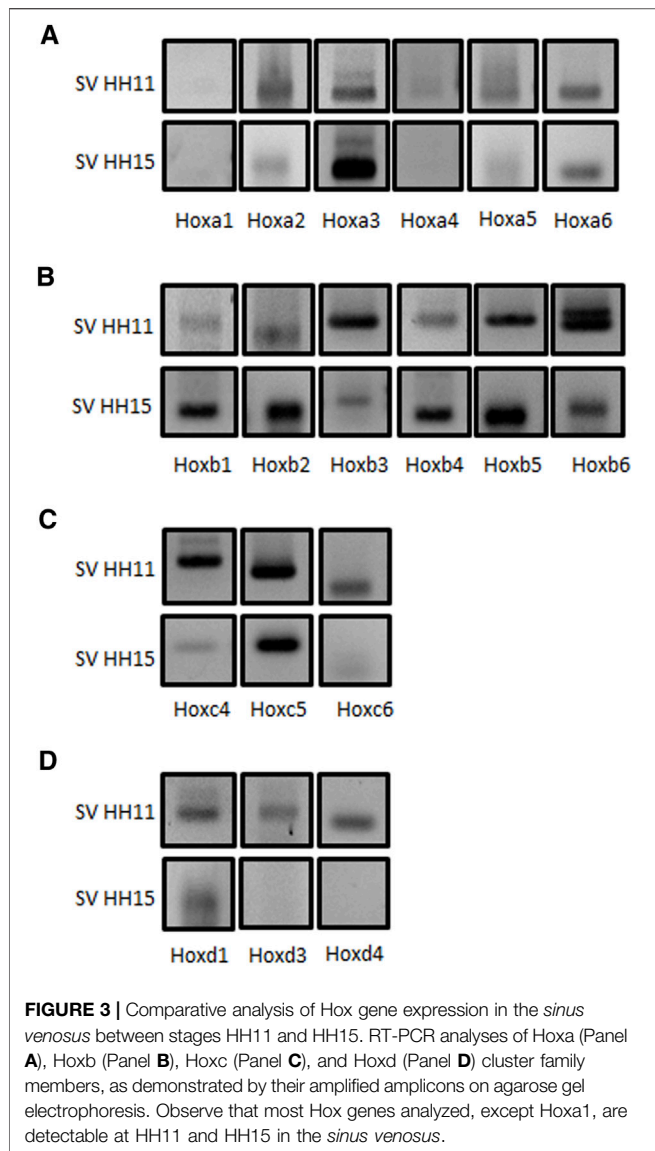 A
SV HH11
SV HH15
Hoxa1 Hoxa2 Hoxa3 Hoxa4 Hoxa5 Hoxa6
B
SV HH11
SV HH15
Hoxb1 Hoxb2 Hoxb3 Hoxb4 Hoxb5 Hoxb6
C
SV HH11
SV HH15
Hoxc4 Hoxc5 Hoxc6
D
SV HH11
SV HH15
Hoxd1 Hoxd3 Hoxd4
FIGURE 3 | Comparative analysis of Hox gene expression in the sinus
venosus between stages HH11 and HH15. RT-PCR analyses of Hoxa (Panel
A), Hoxb (Panel B), Hoxc (Panel C), and Hoxd (Panel D) cluster family
members, as demonstrated by their amplified amplicons on agarose gel
electrophoresis. Observe that most Hox genes analyzed, except Hoxa1, are
detectable at HH11 and HH15 in the sinus venosus.